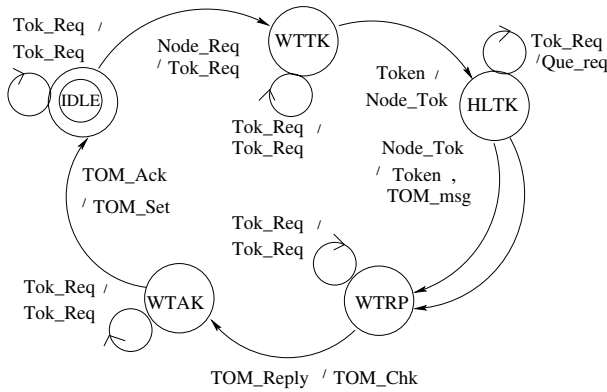 Tok_Req /
Tok_Req
IDLE
Node_Req
/ Tok_Req
WTTK
Tok_Req /
Tok_Req
Token /
Node_Tok
Tok_Req
/Que_req
HLTK
Node_Tok
/ Token ,
TOM_msg
TOM_Ack
/ TOM_Set
Tok_Req /
Tok_Req
Tok_Req /
Tok_Req
WTAK
WTRP
TOM_Reply / TOM_Chk